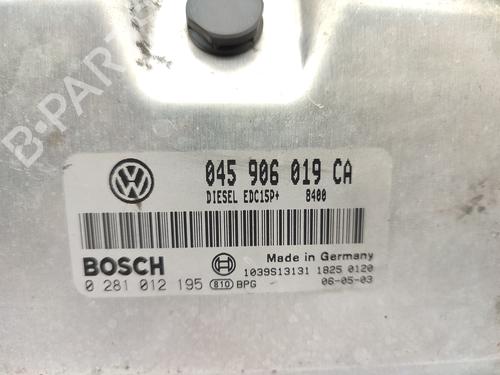 B-PARTS
045 906 019 CA
DIESEL EDC15P+ 8400
BOSCH
Made in Germany
1039S13131 1825 0120
0 281 012 195 810 BPG 06-05-03